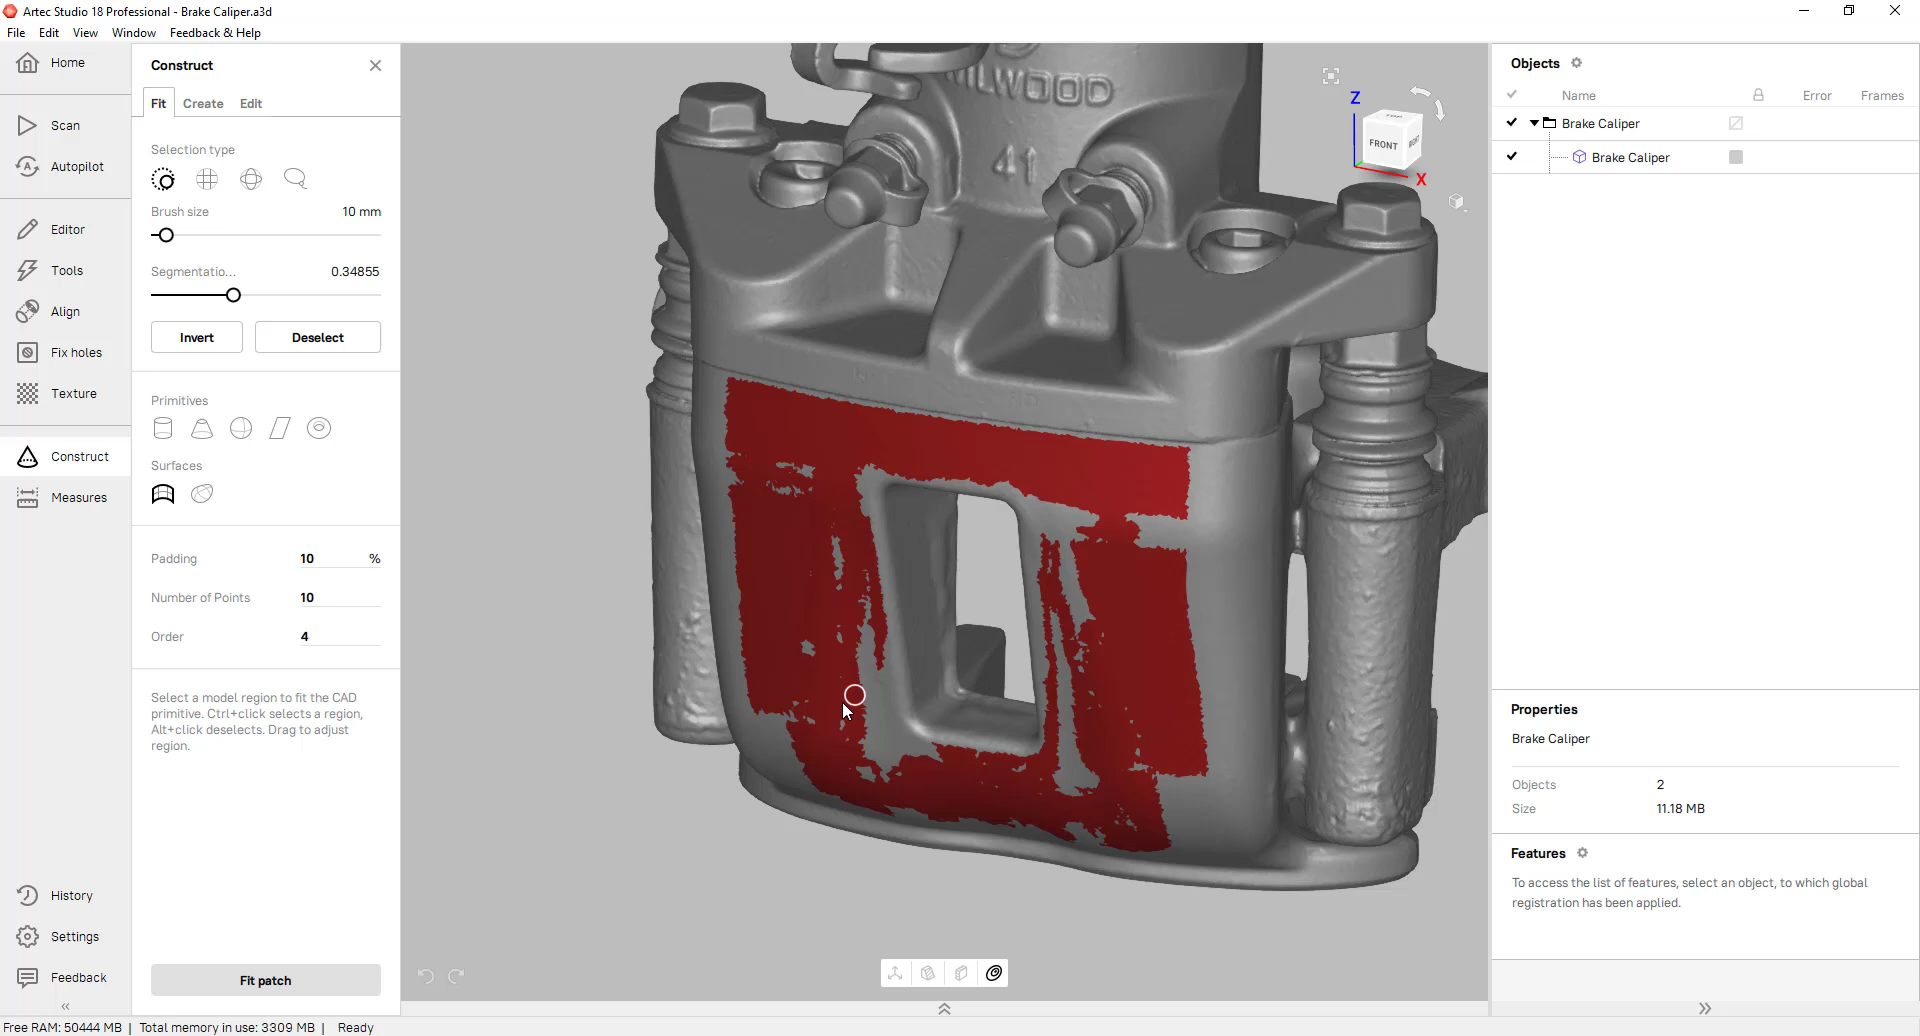 Artec Studio 18 Professional - Brake Caliper.a3d
File Edit View Window Feedback & Help
Home
Scan
Autopilot
Editor
Tools
Align
Fix holes
Texture
Construct
Measures
History
Settings
Feedback
«
Construct
Fit Create Edit
Selection type
Brush size 10 mm
Segmentatio... 0.34855
Invert Deselect
Primitives
Surfaces
Padding 10 %
Number of Points 10
Order 4
Select a model region to fit the CAD
primitive. Ctrl+click selects a region,
Alt+click deselects. Drag to adjust
region.
Fit patch
WILWOOD
41
Z
TOP
FRONT
RIGHT
X
Objects
Name Error Frames
Brake Caliper
Brake Caliper
Properties
Brake Caliper
Objects 2
Size 11.18 MB
Features
To access the list of features, select an object, to which global
registration has been applied.
Free RAM: 50444 MB | Total memory in use: 3309 MB | Ready